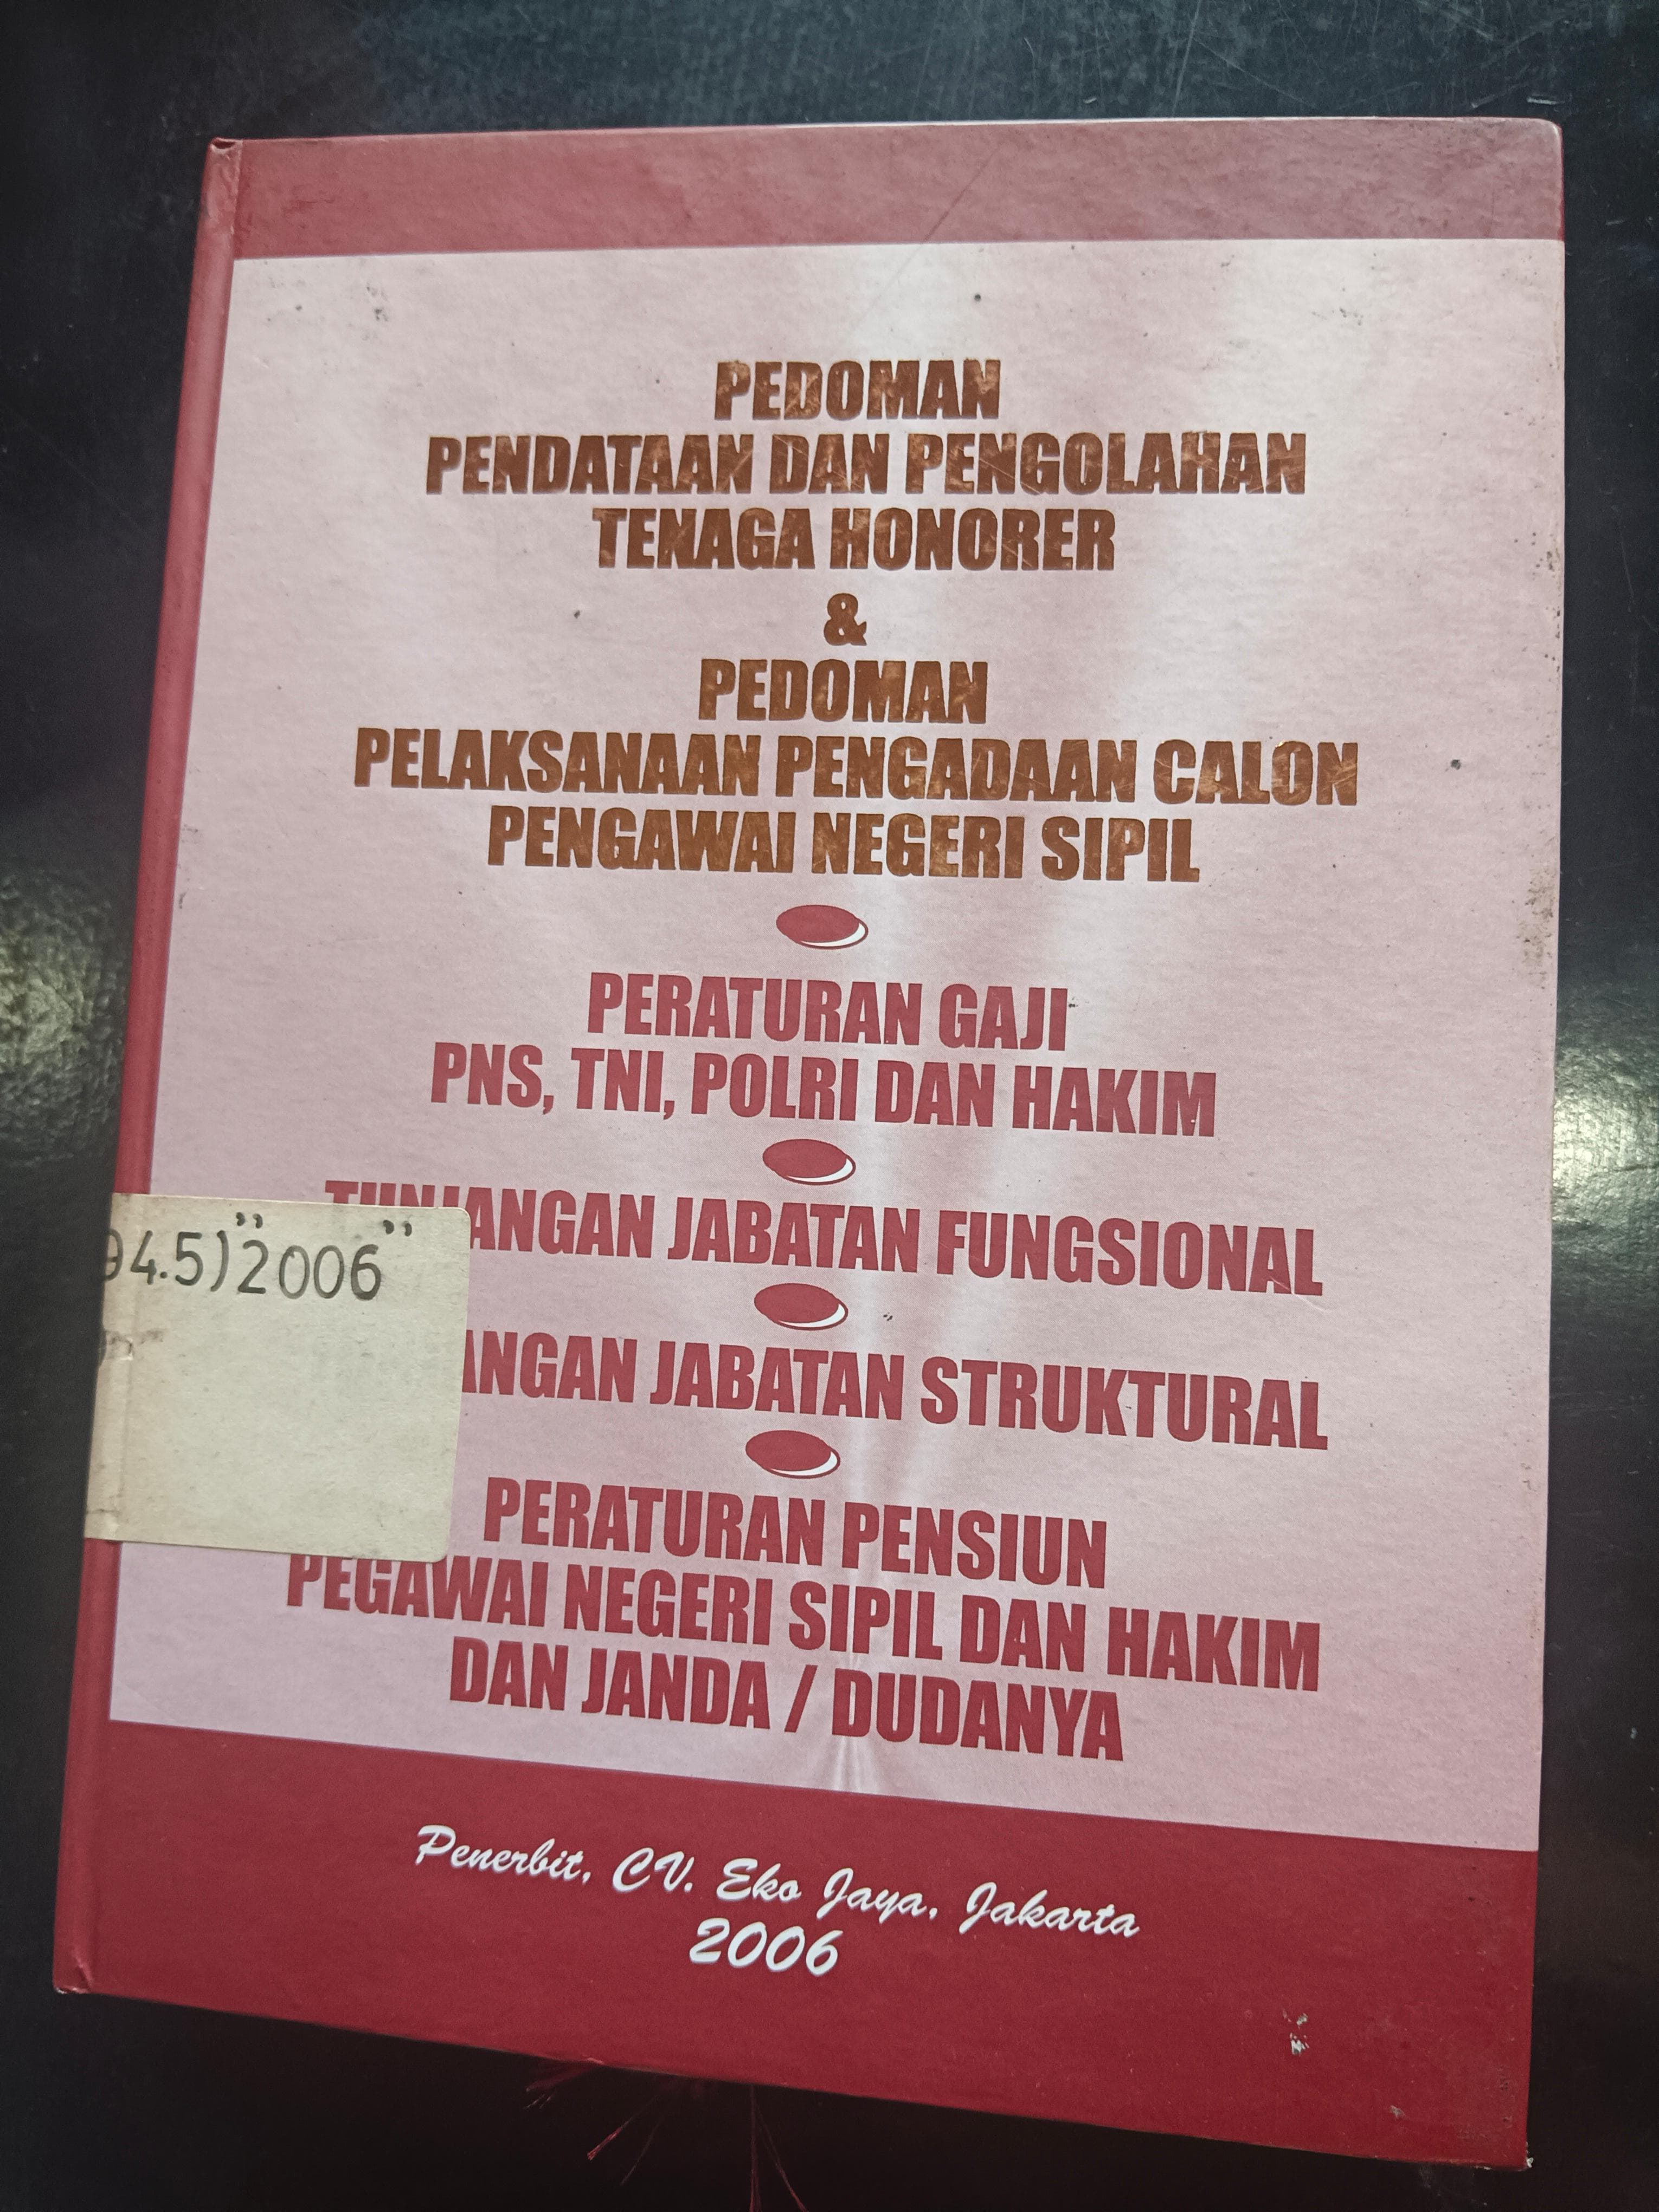 PEDOMAN
PENDATAAN DAN PENGOLAHAN
TENAGA HONORER
&
PEDOMAN
PELAKSANAAN PENGADAAN CALON
PENGAWAI NEGERI SIPIL
PERATURAN GAJI
PNS, TNI, POLRI DAN HAKIM
TUNJANGAN JABATAN FUNGSIONAL
94.5)"2006"
ANGAN JABATAN STRUKTURAL
PERATURAN PENSIUN
PEGAWAI NEGERI SIPIL DAN HAKIM
DAN JANDA / DUDANYA
Penerbit, CV. Eko Jaya, Jakarta
2006